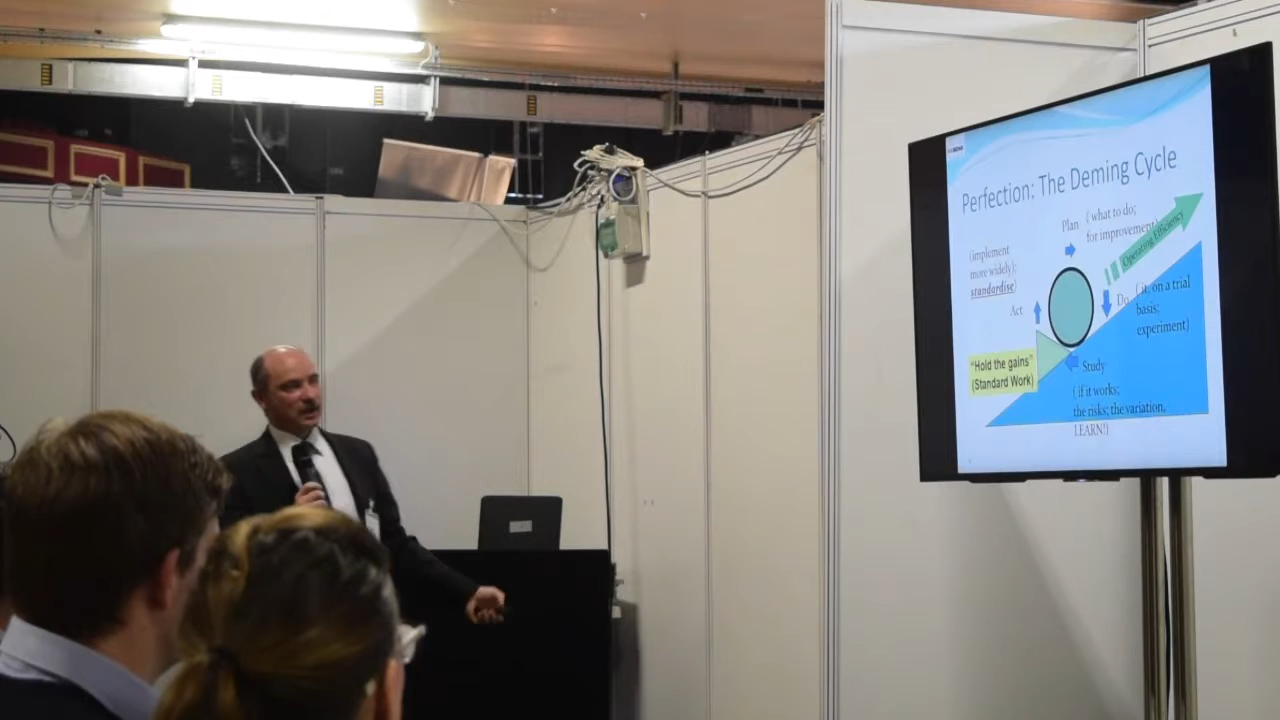 Perfection: The Deming Cycle
Plan
( what to do;
for improvement)
Operating Efficiency
(implement
more widly);
standardise)
Act
Do
( it, on a trial
basis;
experiment)
"Hold the gains"
(Standard Work)
Study
( if it works;
the risks; the variation,
LEARN!)